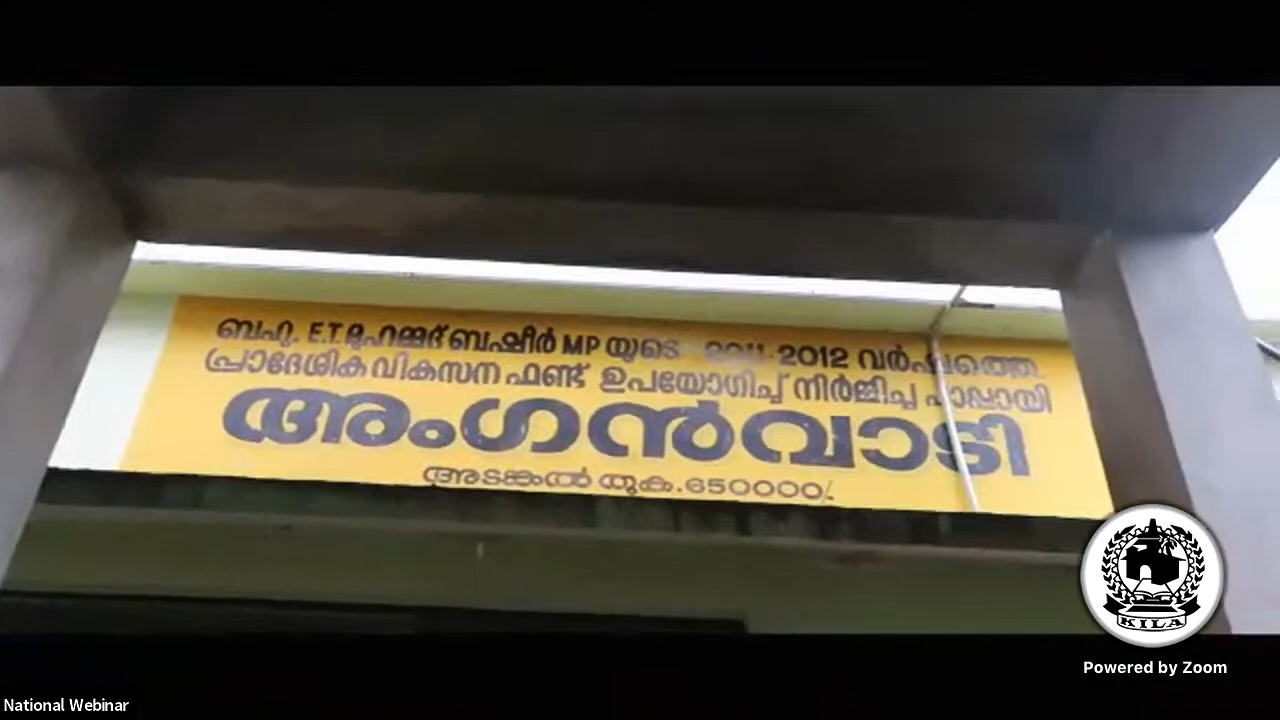 ബഹു. E.T. മുഹമ്മദ് ബഷീർ MP യുടെ 2011-2012 വർഷത്തെ
പ്രാദേശിക വികസന ഫണ്ട് ഉപയോഗിച്ച് നിർമ്മിച്ച പാപ്പായി
അംഗൻവാടി
അടങ്കൽ തുക. 650000/-
KILA
Powered by Zoom
National Webinar